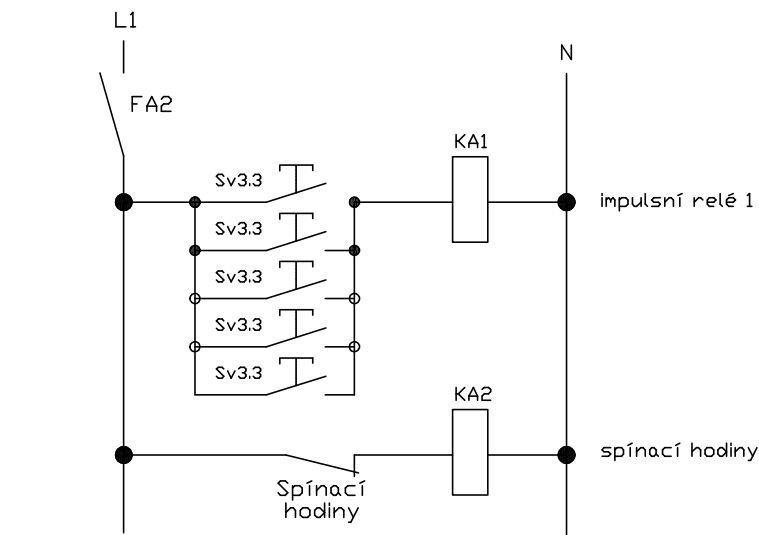 L1
N
FA2
KA1
Sv3.3
impulsní relé 1
Sv3.3
Sv3.3
Sv3.3
Sv3.3
KA2
spínací hodiny
Spínací
hodiny